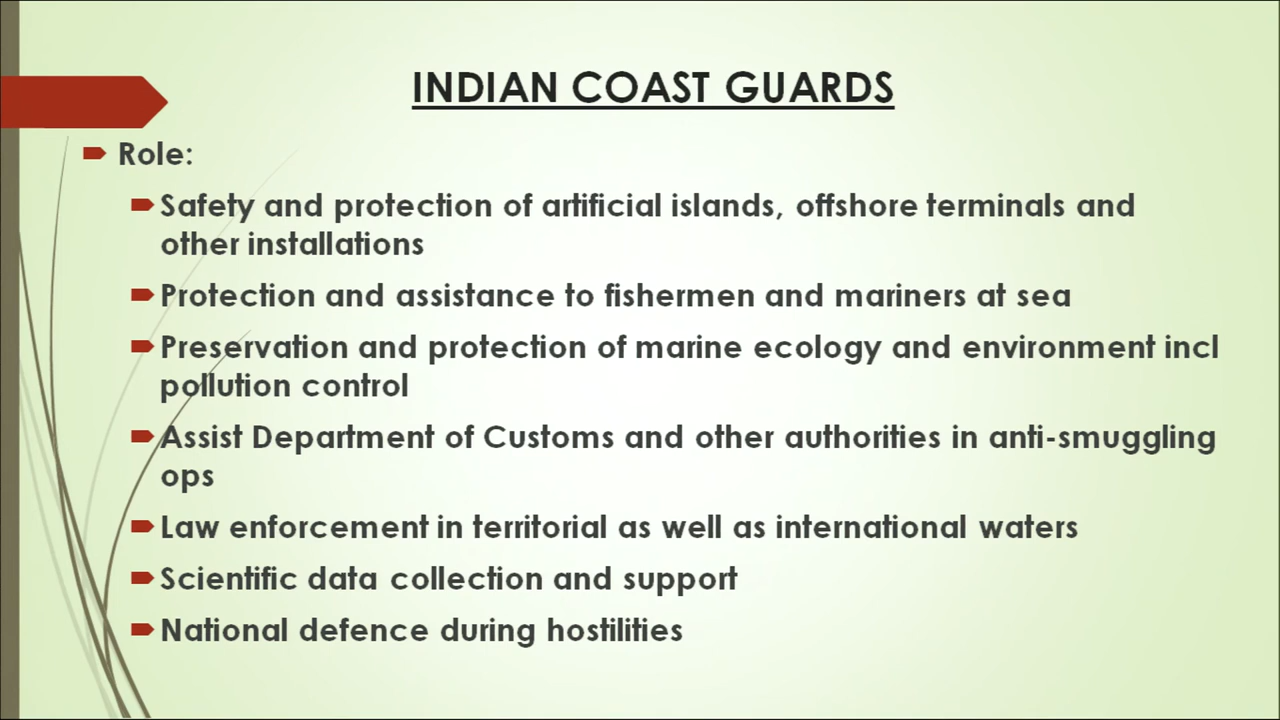 INDIAN COAST GUARDS
Role:
Safety and protection of artificial islands, offshore terminals and
other installations
Protection and assistance to fishermen and mariners at sea
Preservation and protection of marine ecology and environment incl
pollution control
Assist Department of Customs and other authorities in anti-smuggling
ops
Law enforcement in territorial as well as international waters
Scientific data collection and support
National defence during hostilities